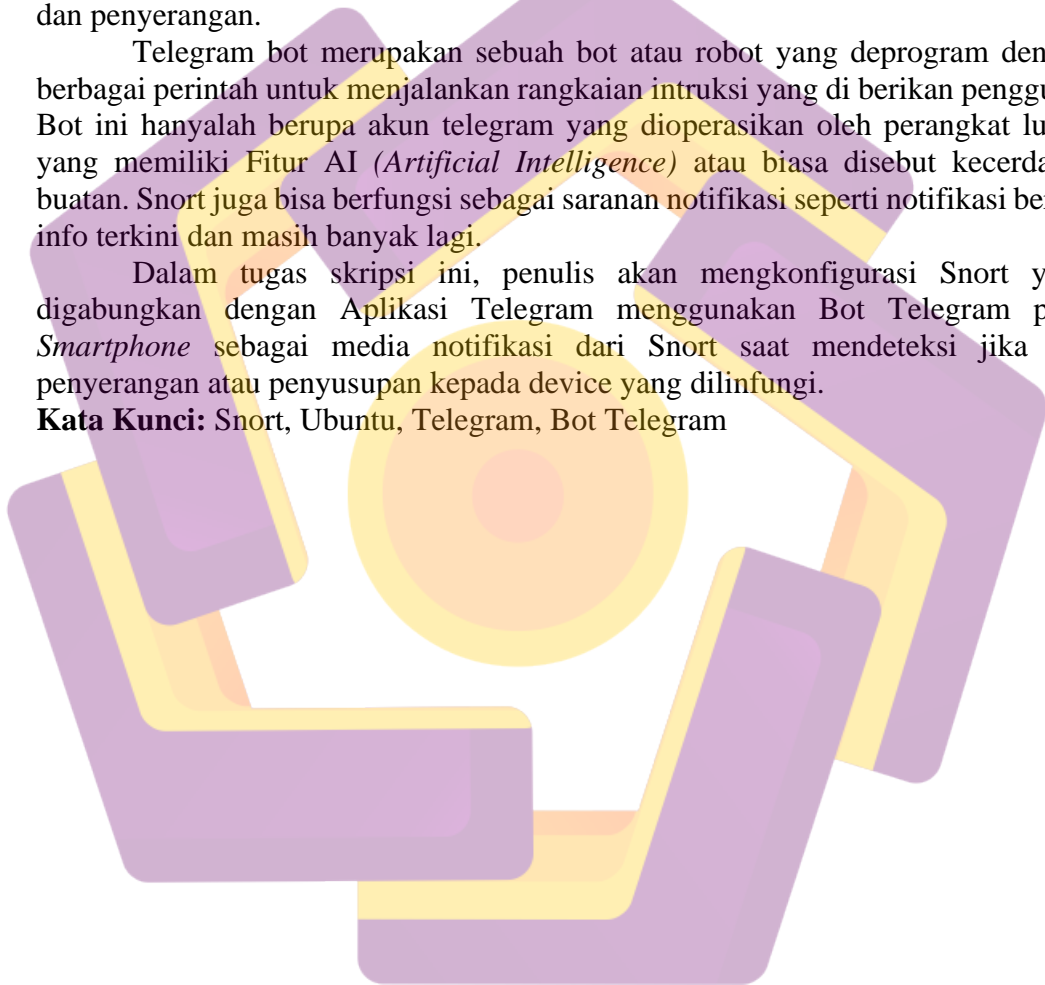 dan penyerangan.
Telegram bot merupakan sebuah bot atau robot yang deprogram den
berbagai perintah untuk menjalankan rangkaian intruksi yang di berikan penggu
Bot ini hanyalah berupa akun telegram yang dioperasikan oleh perangkat lu
yang memiliki Fitur AI (Artificial Intelligence) atau biasa disebut kecerda
buatan. Snort juga bisa berfungsi sebagai saranan notifikasi seperti notifikasi be
info terkini dan masih banyak lagi.
Dalam tugas skripsi ini, penulis akan mengkonfigurasi Snort y
digabungkan dengan Aplikasi Telegram menggunakan Bot Telegram p
Smartphone sebagai media notifikasi dari Snort saat mendeteksi jika
penyerangan atau penyusupan kepada device yang dilinfungi.
Kata Kunci: Snort, Ubuntu, Telegram, Bot Telegram